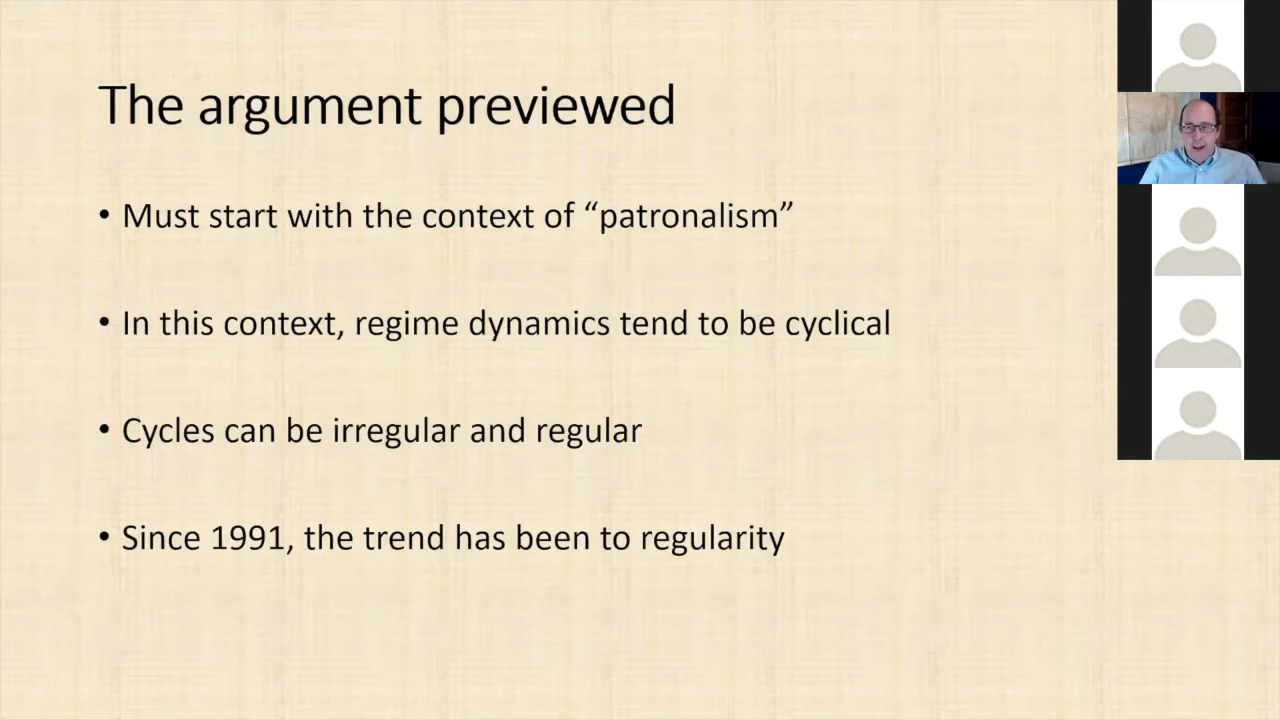 The argument previewed
• Must start with the context of “patronalism”
• In this context, regime dynamics tend to be cyclical
• Cycles can be irregular and regular
• Since 1991, the trend has been to regularity